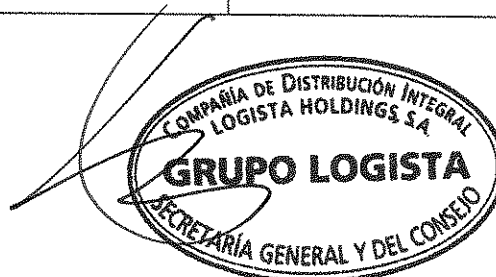 COMPAÑÍA DE DISTRIBUCIÓN INTEGRAL
LOGISTA HOLDINGS, S.A.
GRUPO LOGISTA
SECRETARÍA GENERAL Y DEL CONSEJO